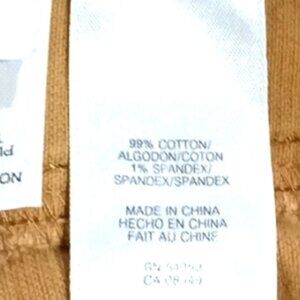 99% COTTON/
ALGODON/COTON
1% SPANDEX/
SPANDEX/SPANDEX
MADE IN CHINA
HECHO EN CHINA
FAIT AU CHINE